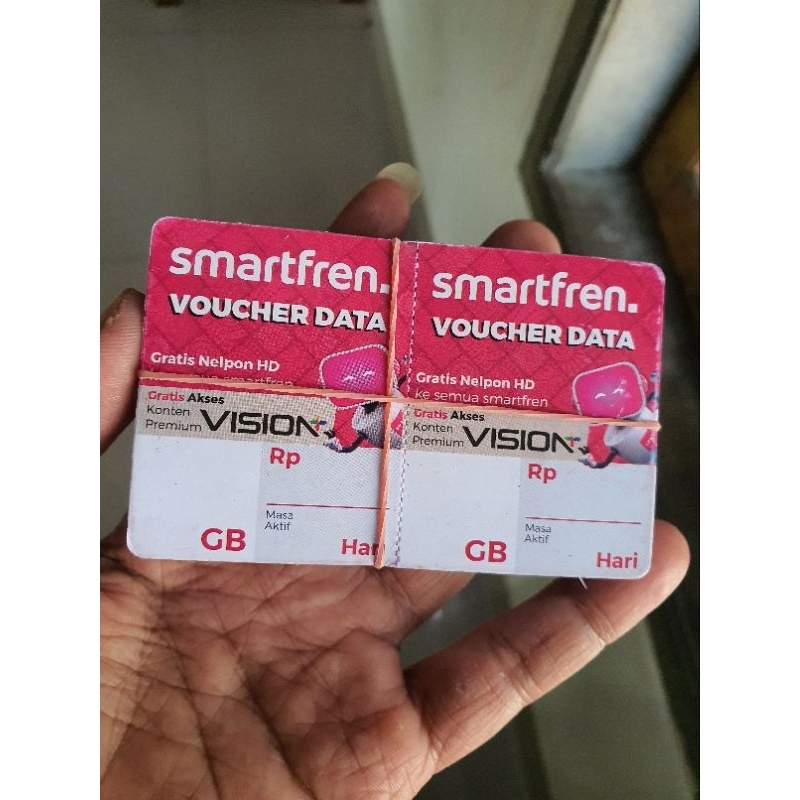 smartfren.
VOUCHER DATA
Gratis Nelpon HD
smartfren
Gratis Akses
Konten
Premium VISION+
Rp
Masa
Aktif
GB
Hari
smartfren.
VOUCHER DATA
Gratis Nelpon HD
ke semua smartfren
Gratis Akses
Konten
Premium VISION+
Rp
Masa
Aktif
GB
Hari